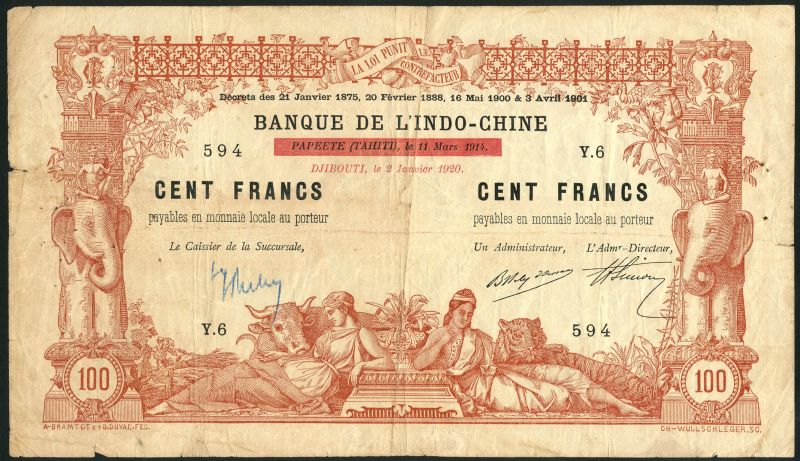 LA LOI PUNIT LE
CONTREFACTEUR
Décrets des 21 Janvier 1875, 20 Février 1888, 16 Mai 1900 & 3 Avril 1901
BANQUE DE L'INDO-CHINE
594
PAPEETE (TAHITI), le 11 Mars 1914.
Y.6
DJIBOUTI, le 2 Janvier 1920.
CENT FRANCS
CENT FRANCS
payables en monnaie locale au porteur
payables en monnaie locale au porteur
Le Caissier de la Succursale,
Un Administrateur,
L'Admr-Directeur,
Y.6
594
100
100
A·BRAMTOT et G.DUVAL-FEC.
CH-WULLSCHLEGER,SC.